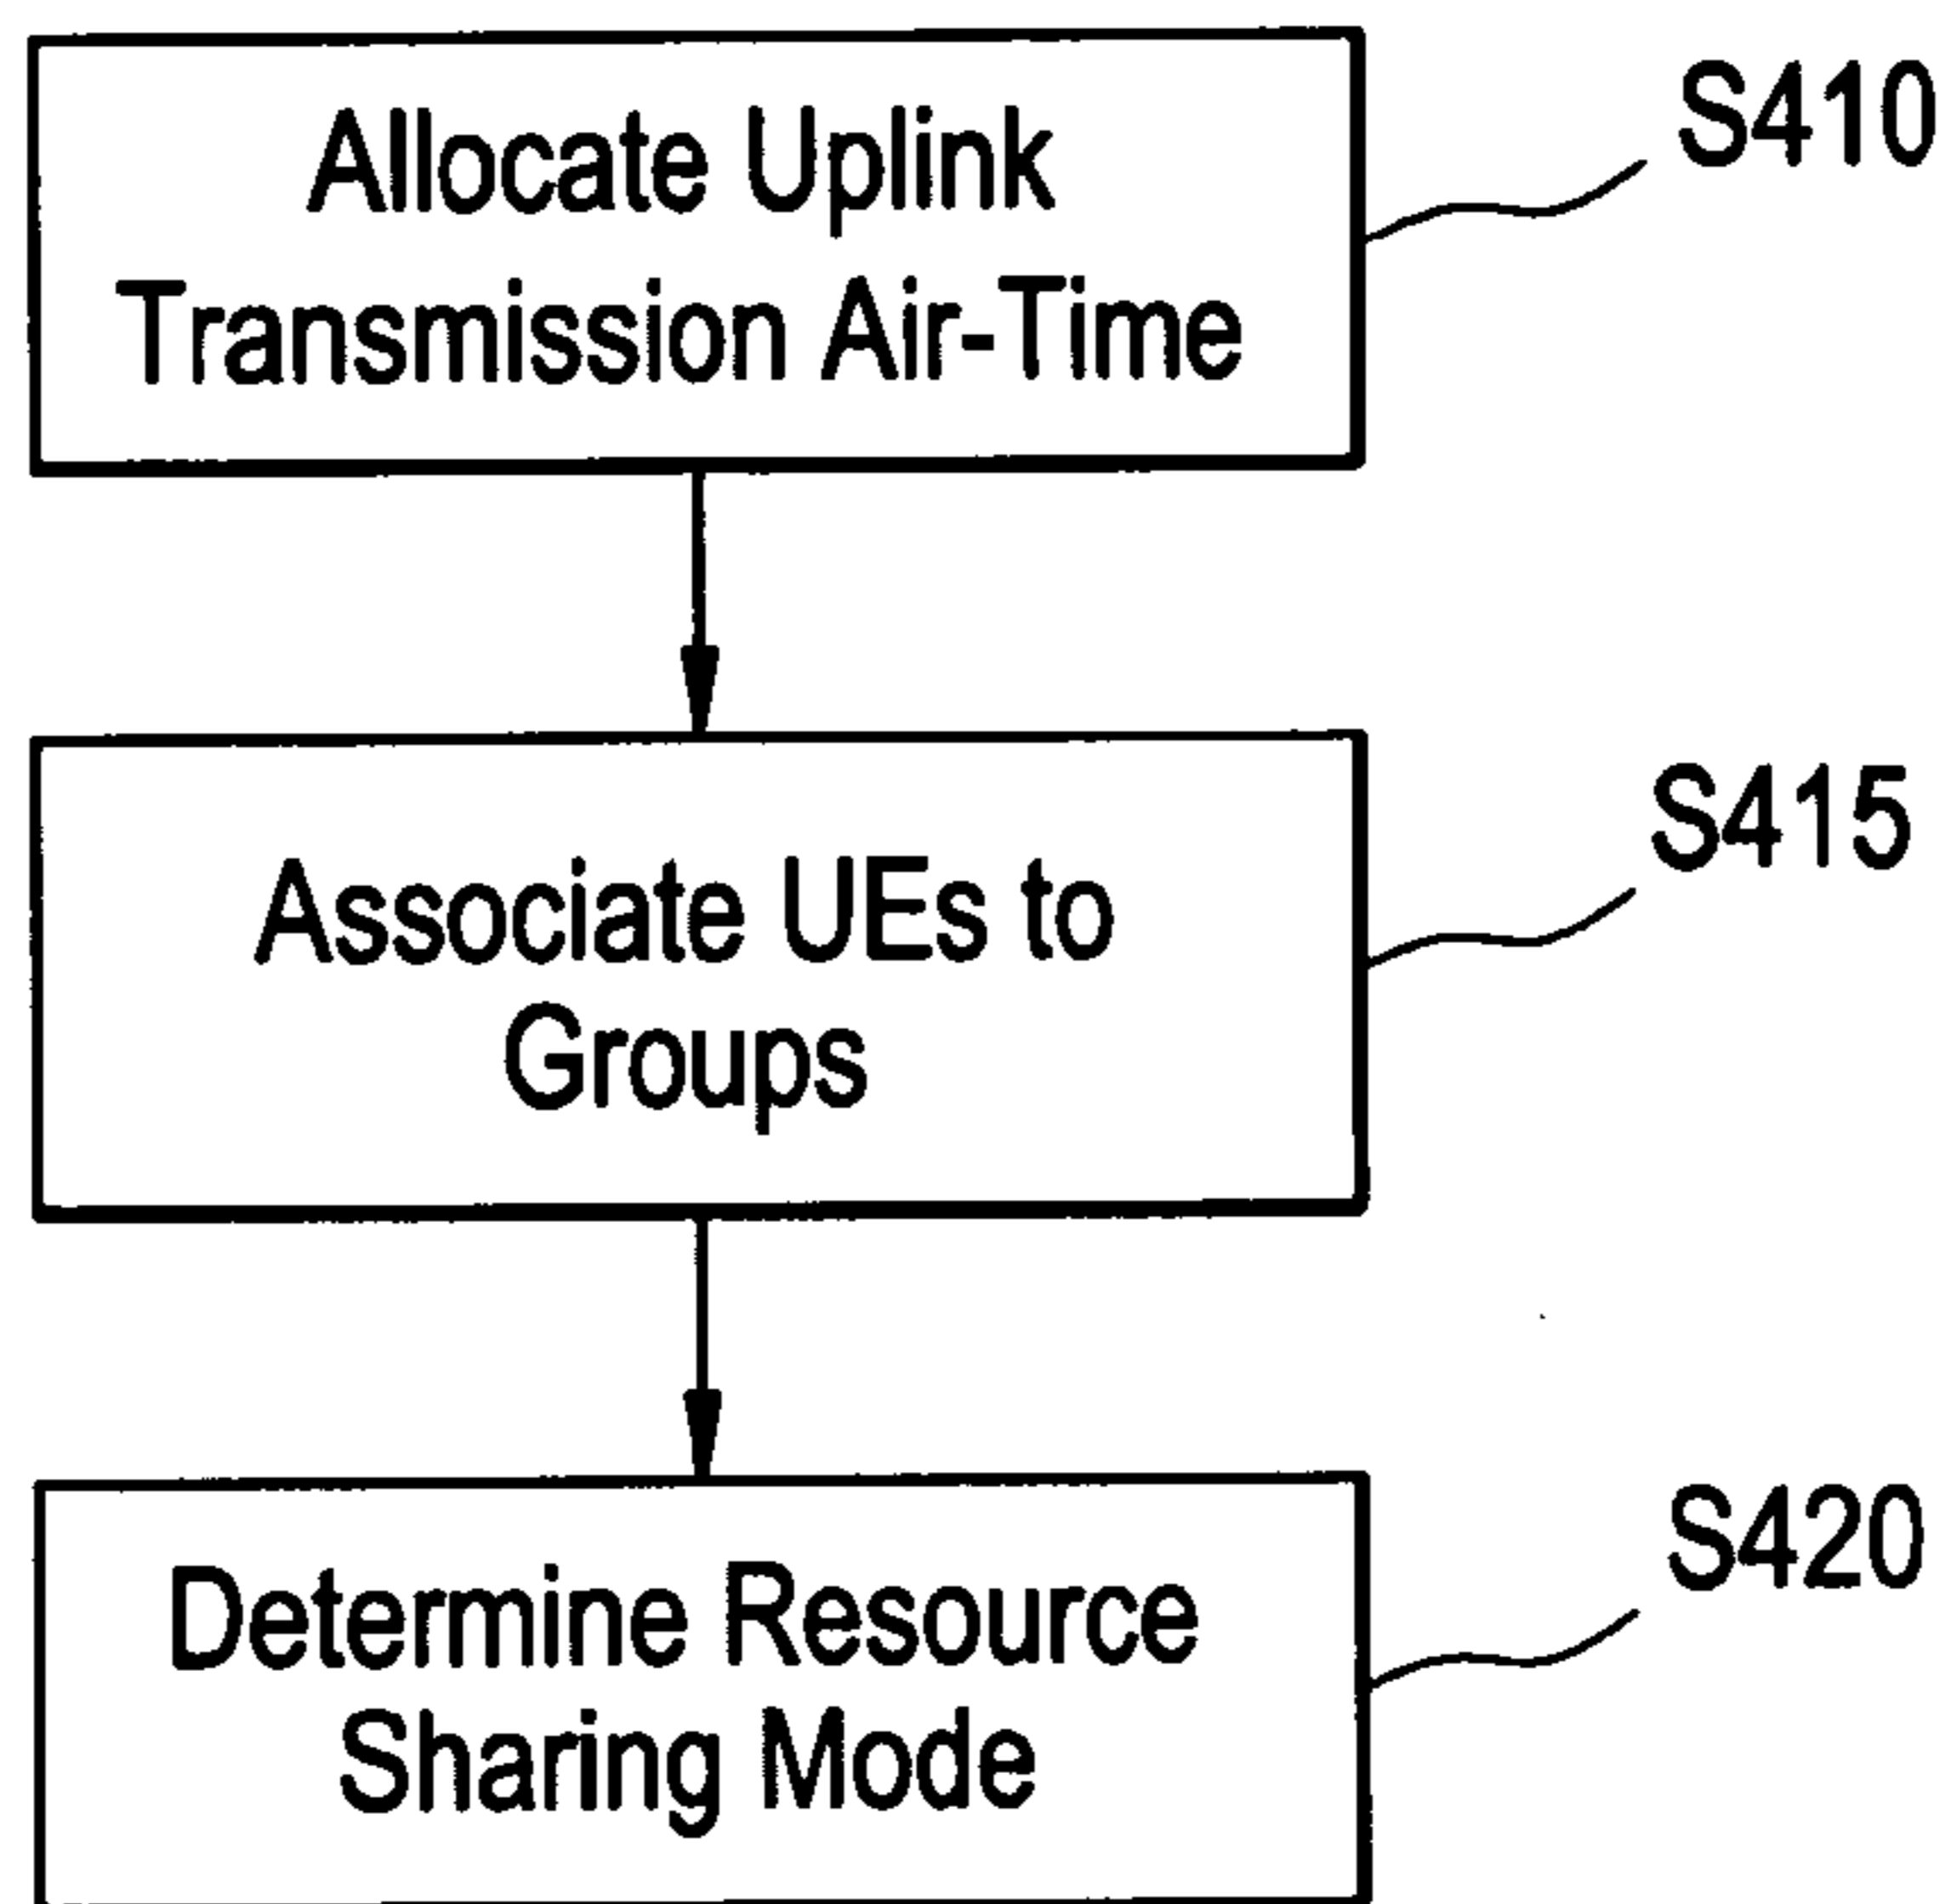 Allocate Uplink
Transmission Air-Time
S410
Associate UEs to
Groups
S415
Determine Resource
Sharing Mode
S420